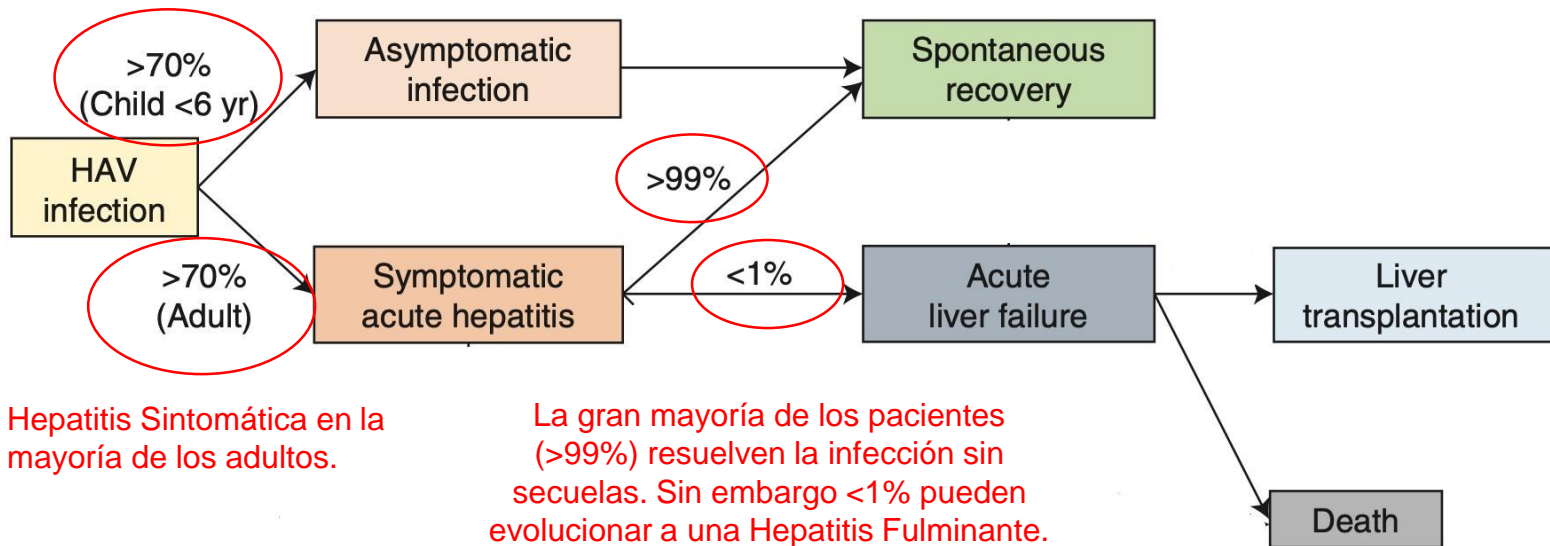 >70%
(Child <6 yr)
Asymptomatic
infection
Spontaneous
recovery
HAV
infection
>99%
>70%
(Adult)
Symptomatic
acute hepatitis
<1%
Acute
liver failure
Liver
transplantation
Hepatitis Sintomática en la
mayoría de los adultos.
La gran mayoría de los pacientes
(>99%) resuelven la infección sin
secuelas. Sin embargo <1% pueden
evolucionar a una Hepatitis Fulminante.
Death